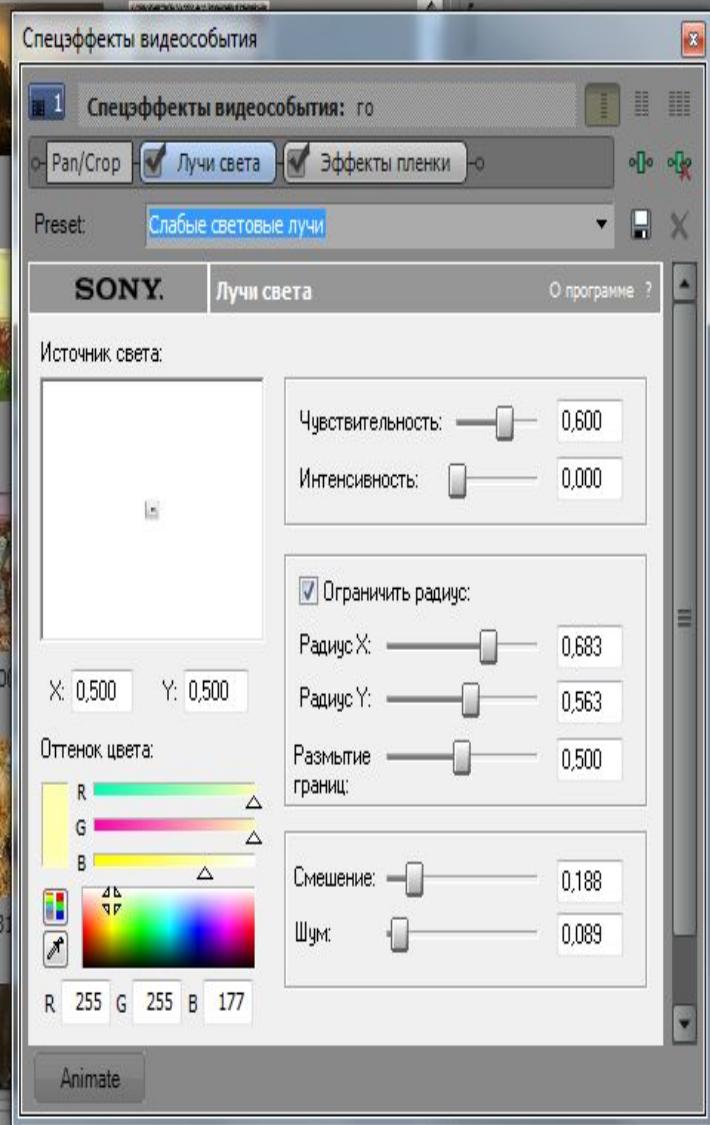 Спецэффекты видеособытия
1 Спецэффекты видеособытия: го
Pan/Crop Лучи света Эффекты пленки
Preset: Слабые световые лучи
SONY. Лучи света О программе ?
Источник света:
Чувствительность: 0,600
Интенсивность: 0,000
Ограничить радиус:
Радиус X: 0,683
X: 0,500 Y: 0,500
Радиус Y: 0,563
Оттенок цвета:
Размытие границ: 0,500
R
G
B
Смешение: 0,188
Шум: 0,089
R 255 G 255 B 177
Animate